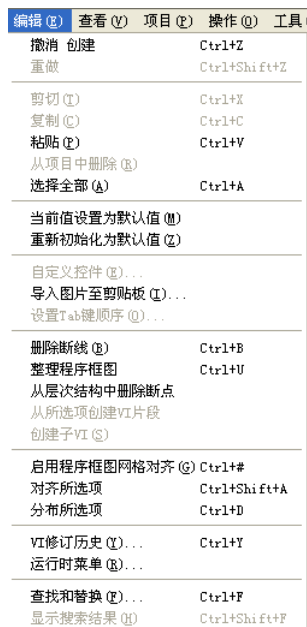 编辑(E) 查看(V) 项目(P) 操作(O) 工具
撤消 创建 Ctrl+Z
重做 Ctrl+Shift+Z
剪切(T) Ctrl+X
复制(C) Ctrl+C
粘贴(P) Ctrl+V
从项目中删除(R)
选择全部(A) Ctrl+A
当前值设置为默认值(M)
重新初始化为默认值(Z)
自定义控件(E)...
导入图片至剪贴板(I)...
设置Tab键顺序(O)...
删除断线(B) Ctrl+B
整理程序框图 Ctrl+U
从层次结构中删除断点
从所选项创建VI片段
创建子VI(S)
启用程序框图网格对齐(G) Ctrl+#
对齐所选项 Ctrl+Shift+A
分布所选项 Ctrl+D
VI修订历史(Y)... Ctrl+Y
运行时菜单(R)...
查找和替换(F)... Ctrl+F
显示搜索结果(H) Ctrl+Shift+F